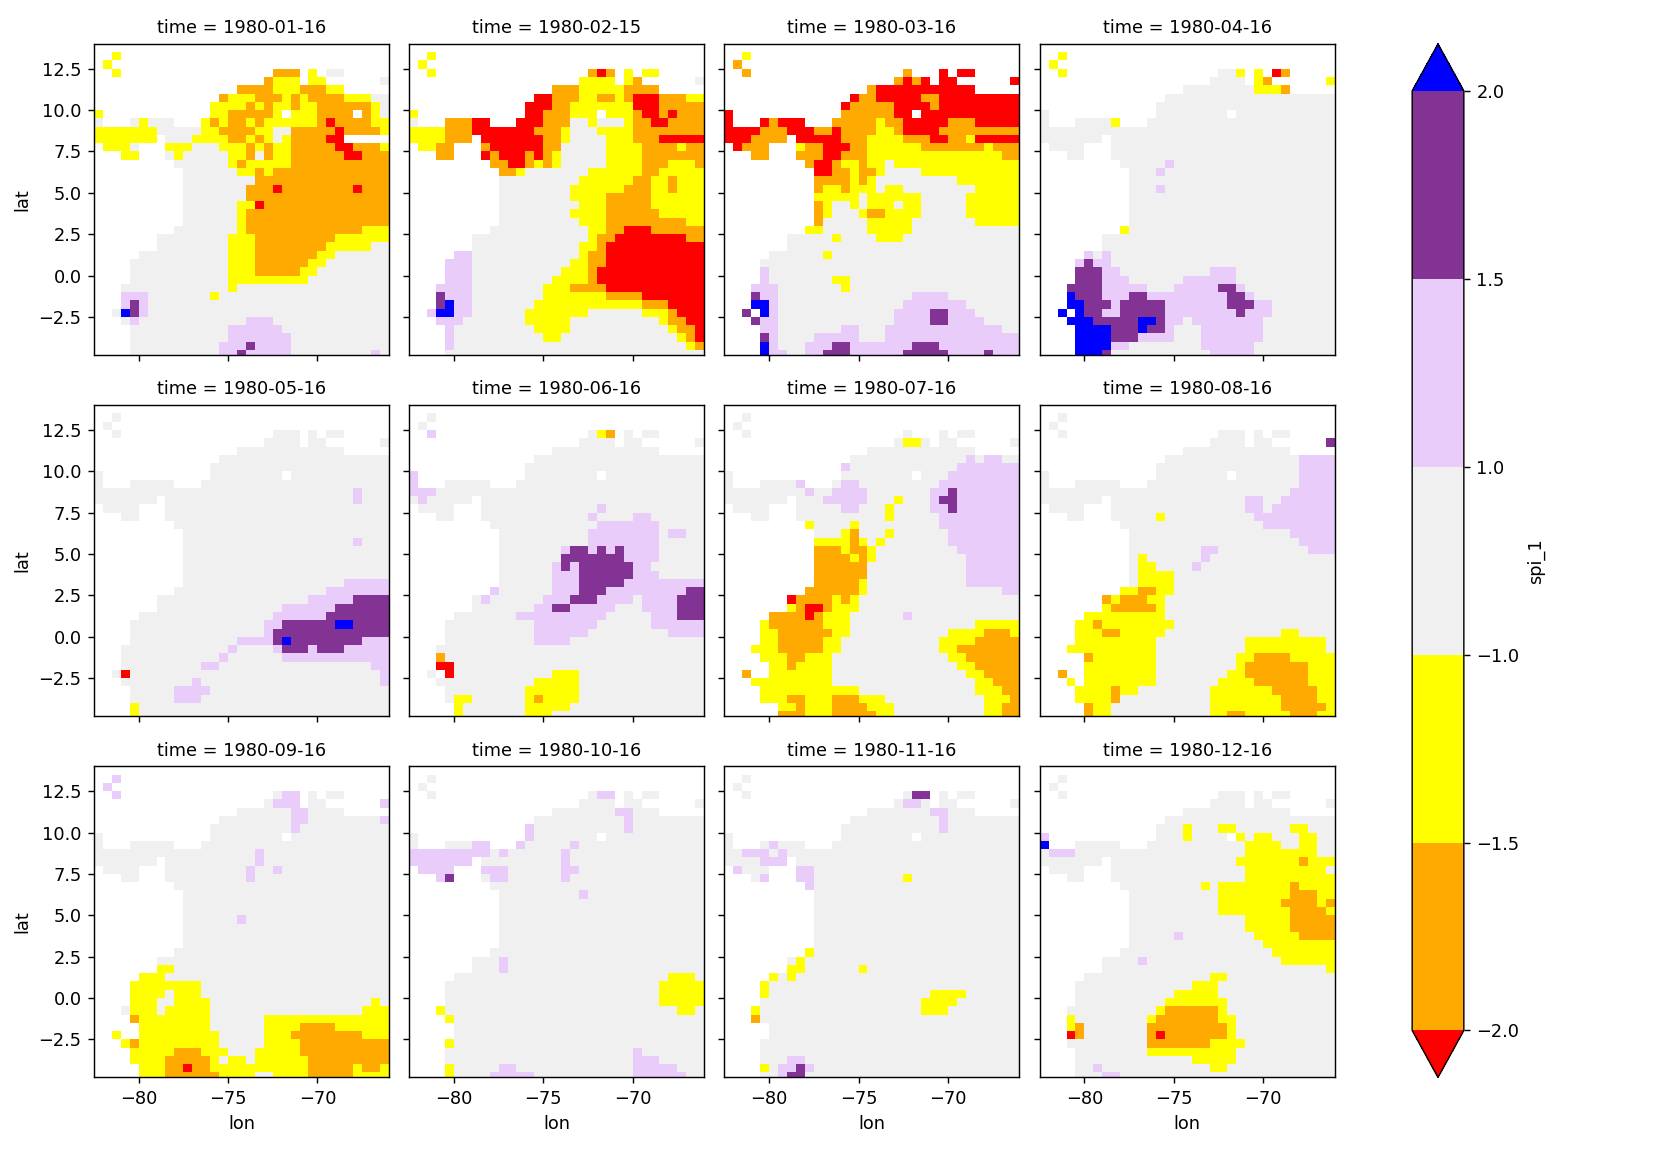 time = 1980-01-16
time = 1980-02-15
time = 1980-03-16
time = 1980-04-16
12.5
10.0
7.5
5.0
2.5
0.0
−2.5
lat
2.0
1.5
1.0
−1.0
−1.5
−2.0
spi_1
time = 1980-05-16
time = 1980-06-16
time = 1980-07-16
time = 1980-08-16
12.5
10.0
7.5
5.0
2.5
0.0
−2.5
lat
time = 1980-09-16
time = 1980-10-16
time = 1980-11-16
time = 1980-12-16
12.5
10.0
7.5
5.0
2.5
0.0
−2.5
lat
−80 −75 −70
−80 −75 −70
−80 −75 −70
−80 −75 −70
lon
lon
lon
lon